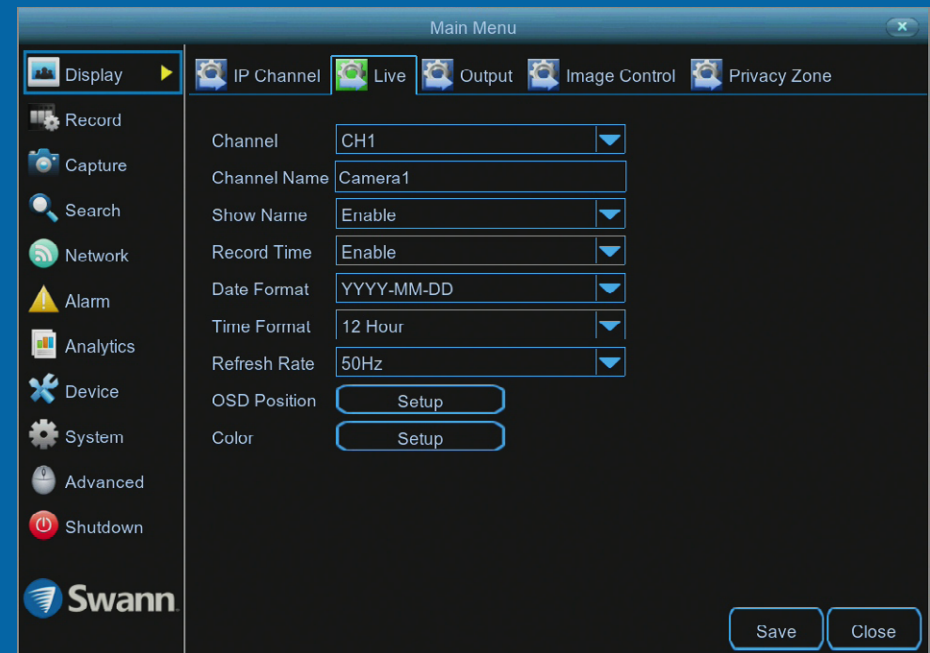 Main Menu
Display
Record
Capture
Search
Network
Alarm
Analytics
Device
System
Advanced
Shutdown
Swann
IP Channel Live Output Image Control Privacy Zone
Channel CH1
Channel Name Camera1
Show Name Enable
Record Time Enable
Date Format YYYY-MM-DD
Time Format 12 Hour
Refresh Rate 50Hz
OSD Position Setup
Color Setup
Save Close